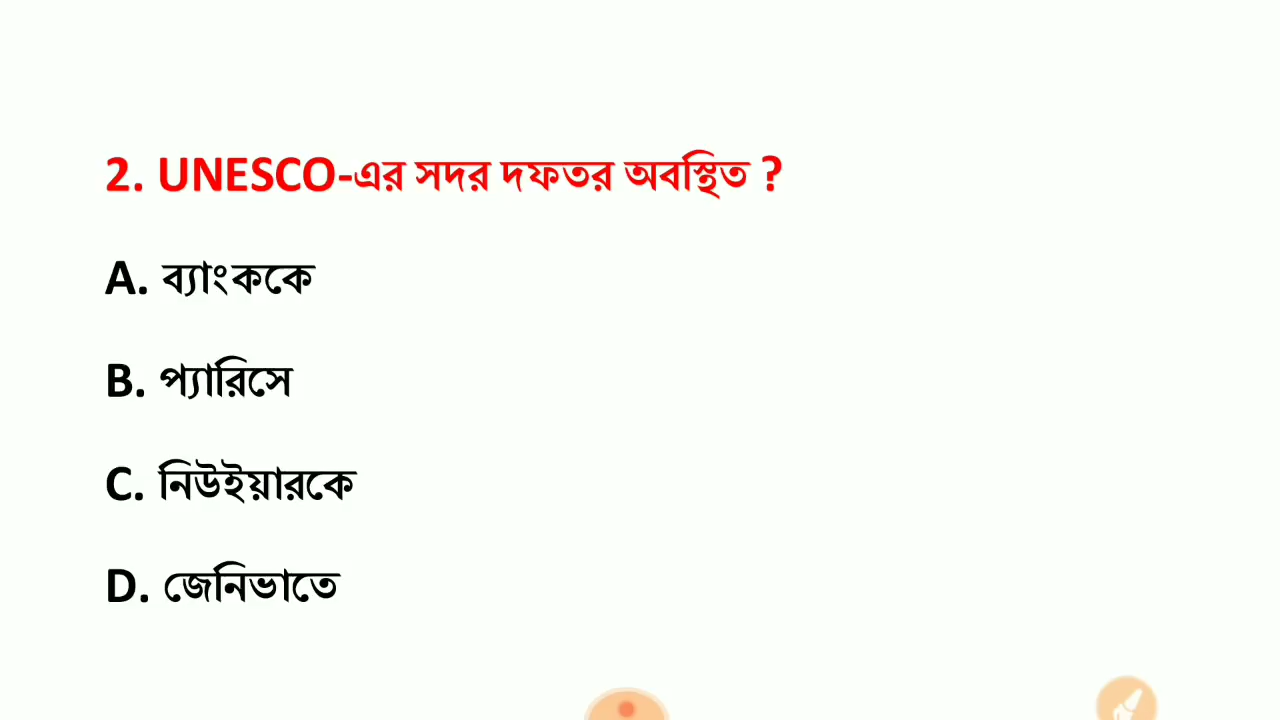 2. UNESCO-এর সদর দফতর অবস্থিত ?
A. ব্যাংককে
B. প্যারিসে
C. নিউইয়ারকে
D. জেনিভাতে